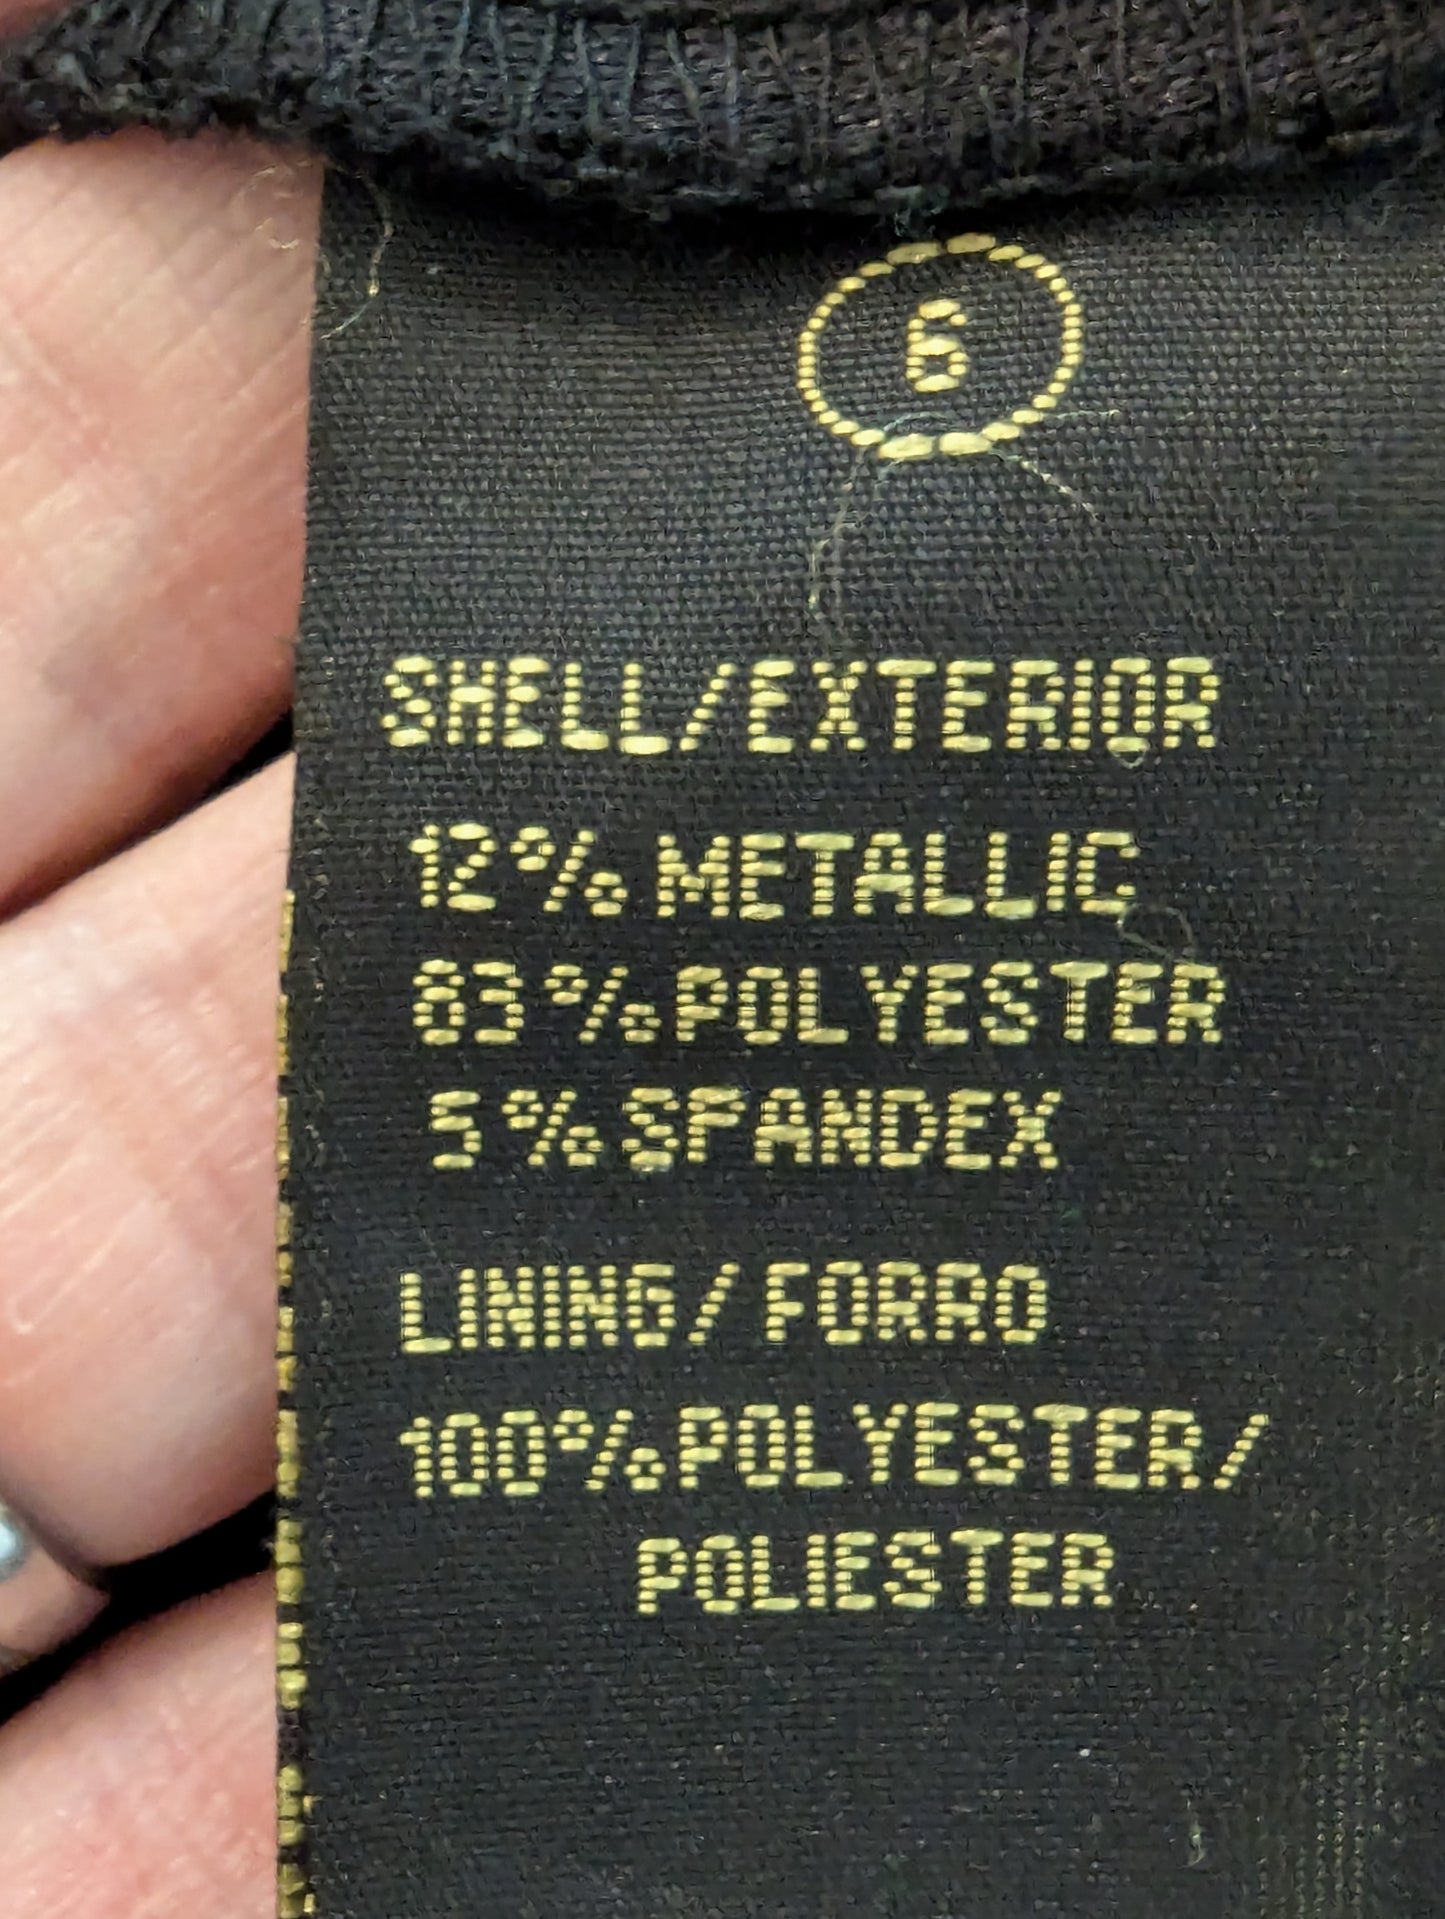 6
SHELL/EXTERIOR
12% METALLIC
83% POLYESTER
5% SPANDEX
LINING/FORRO
100% POLYESTER/
POLIESTER